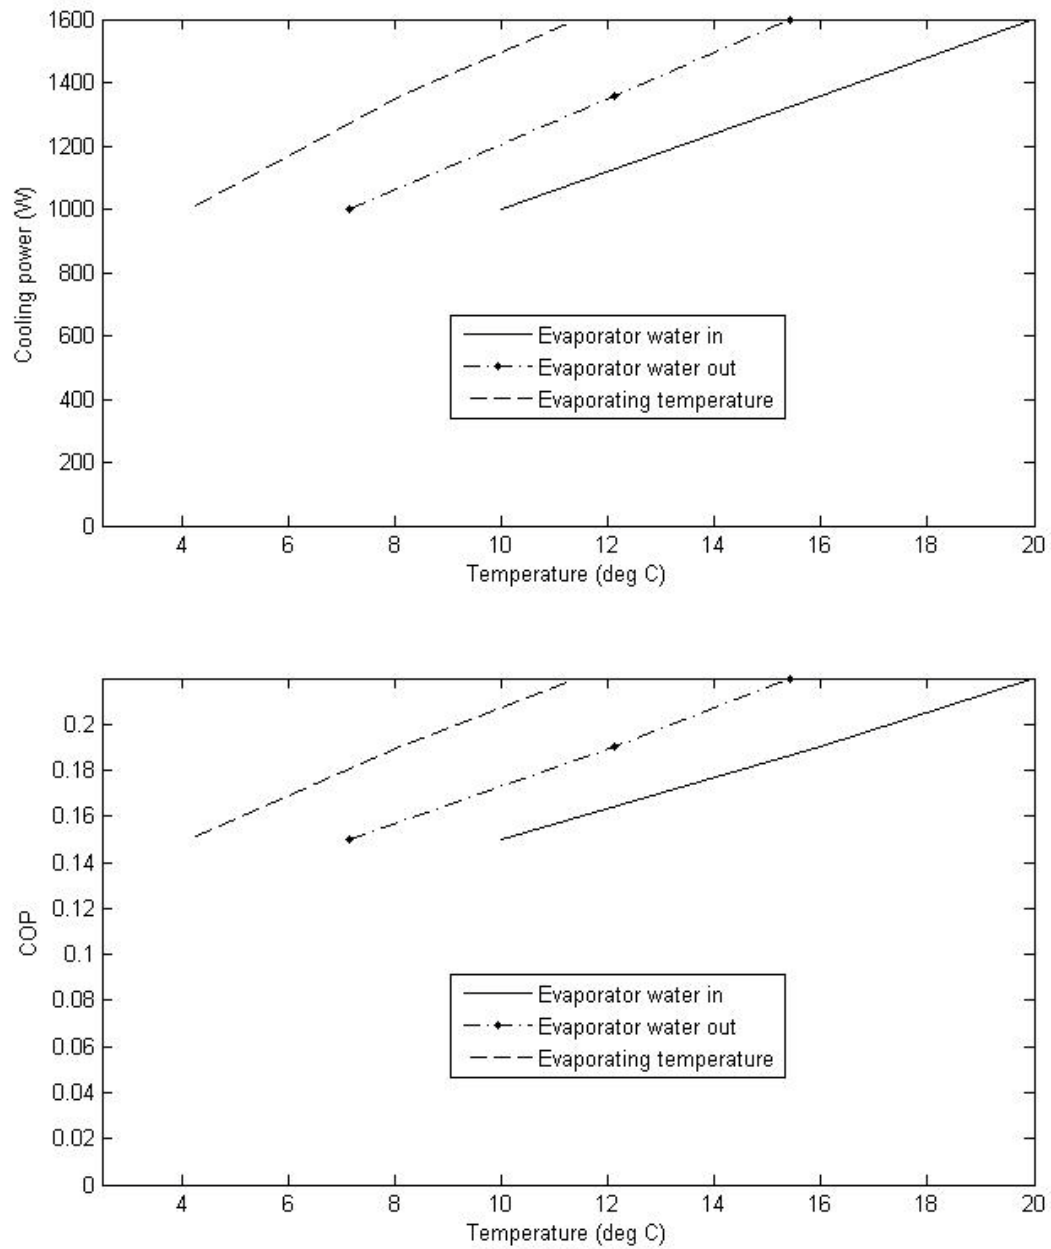 1600
1400
1200
1000
800
600
400
200
0
Cooling power (W)
4 6 8 10 12 14 16 18 20
Temperature (deg C)
Evaporator water in
Evaporator water out
Evaporating temperature
0.2
0.18
0.16
0.14
0.12
0.1
0.08
0.06
0.04
0.02
0
COP
4 6 8 10 12 14 16 18 20
Temperature (deg C)
Evaporator water in
Evaporator water out
Evaporating temperature